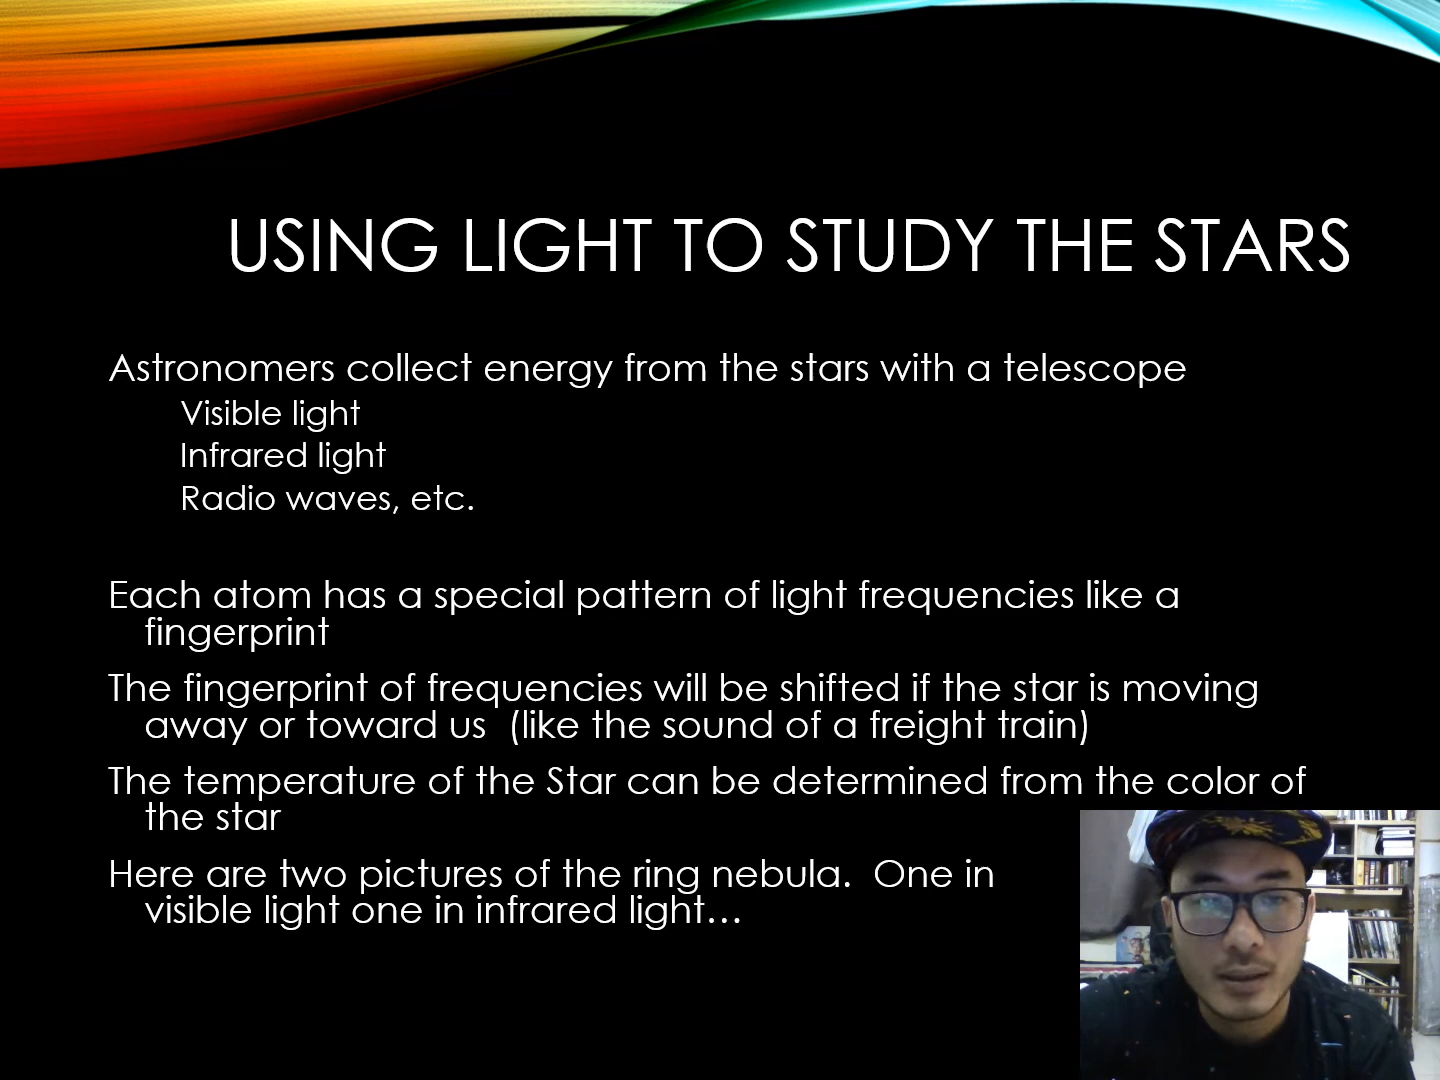 USING LIGHT TO STUDY THE STARS
Astronomers collect energy from the stars with a telescope
Visible light
Infrared light
Radio waves, etc.
Each atom has a special pattern of light frequencies like a
fingerprint
The fingerprint of frequencies will be shifted if the star is moving
away or toward us  (like the sound of a freight train)
The temperature of the Star can be determined from the color of
the star
Here are two pictures of the ring nebula.  One in
visible light one in infrared light…